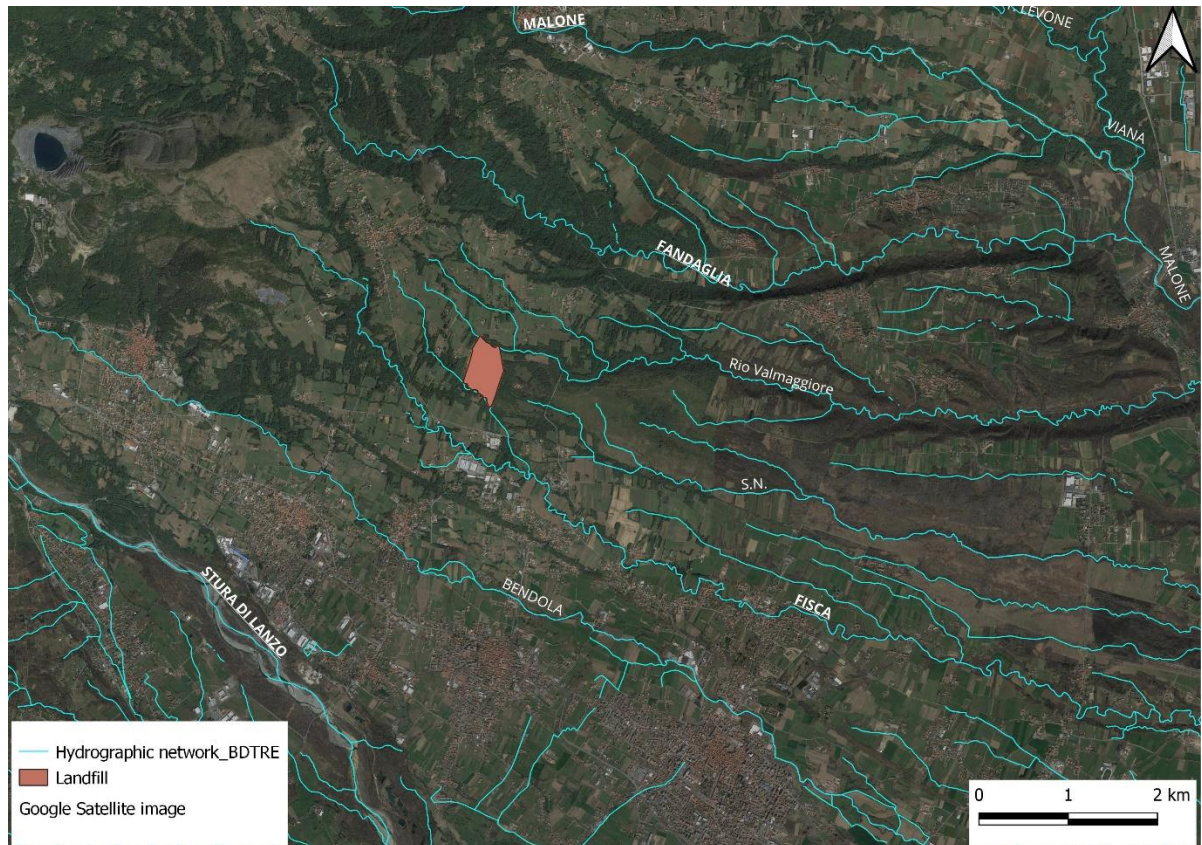 MALONE
LEVONE
VIANA
FANDAGLIA
MALONE
Rio Valmaggiore
S.N.
STURA DI LANZO
BENDOLA
FISCA
Hydrographic network_BDTRE
Landfill
Google Satellite image
0 1 2 km